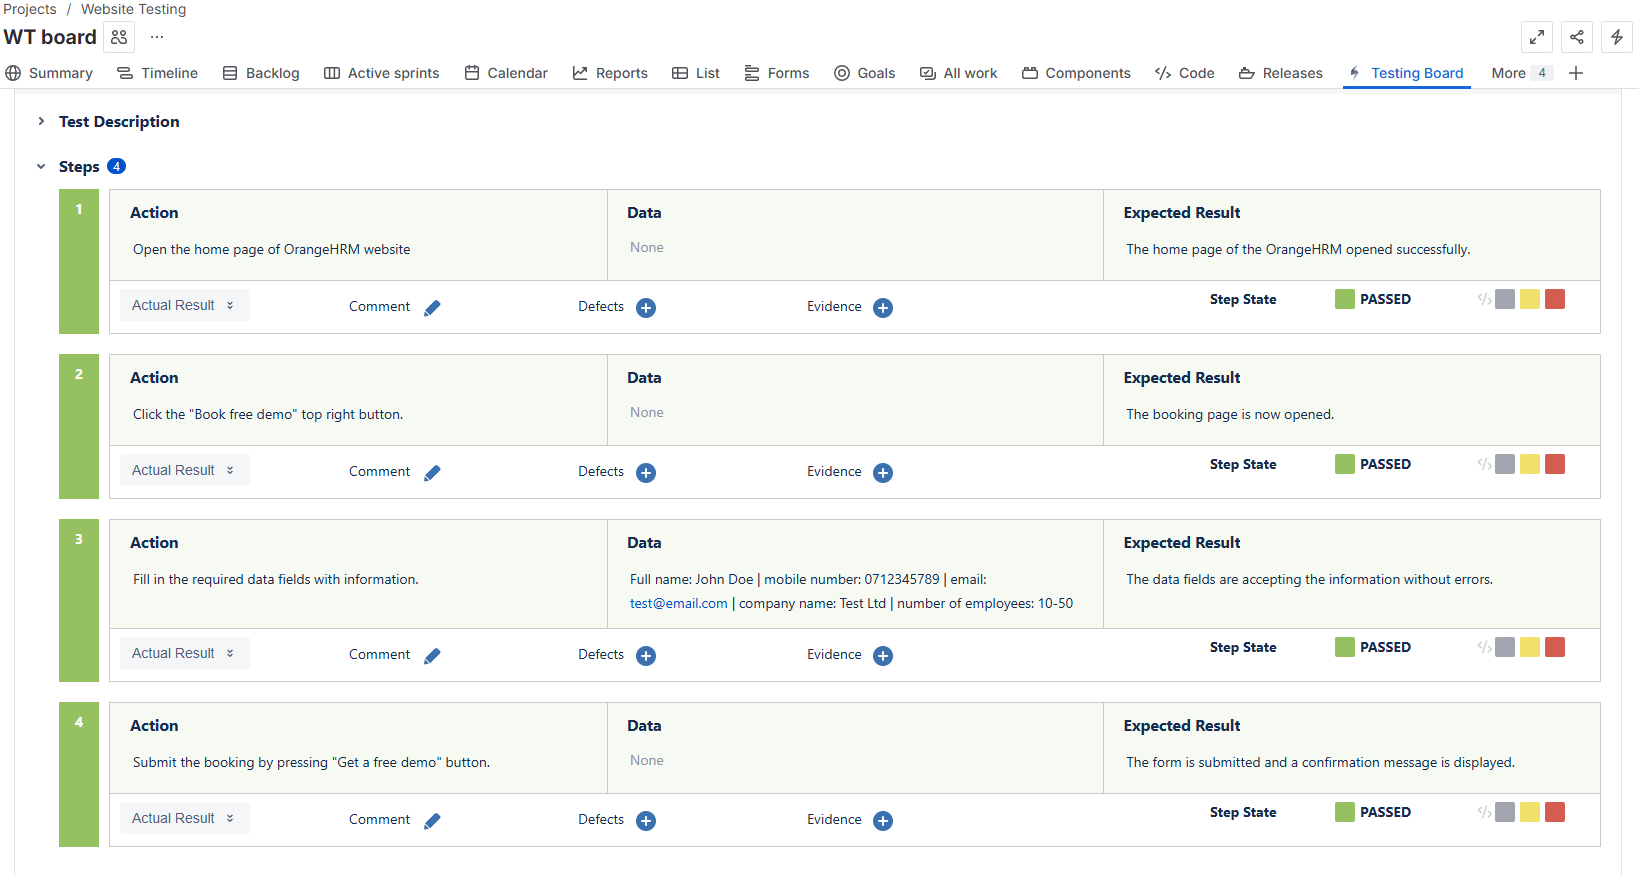 Projects / Website Testing
WT board ...
Summary Timeline Backlog Active sprints Calendar Reports List Forms Goals All work Components Code Releases Testing Board More 4
Test Description
Steps 4
1 Action Data Expected Result
Open the home page of OrangeHRM website None The home page of the OrangeHRM opened successfully.
Actual Result Comment Defects Evidence Step State PASSED
2 Action Data Expected Result
Click the "Book free demo" top right button. None The booking page is now opened.
Actual Result Comment Defects Evidence Step State PASSED
3 Action Data Expected Result
Fill in the required data fields with information. Full name: John Doe | mobile number: 0712345789 | email: The data fields are accepting the information without errors.
test@email.com | company name: Test Ltd | number of employees: 10-50
Actual Result Comment Defects Evidence Step State PASSED
4 Action Data Expected Result
Submit the booking by pressing "Get a free demo" button. None The form is submitted and a confirmation message is displayed.
Actual Result Comment Defects Evidence Step State PASSED